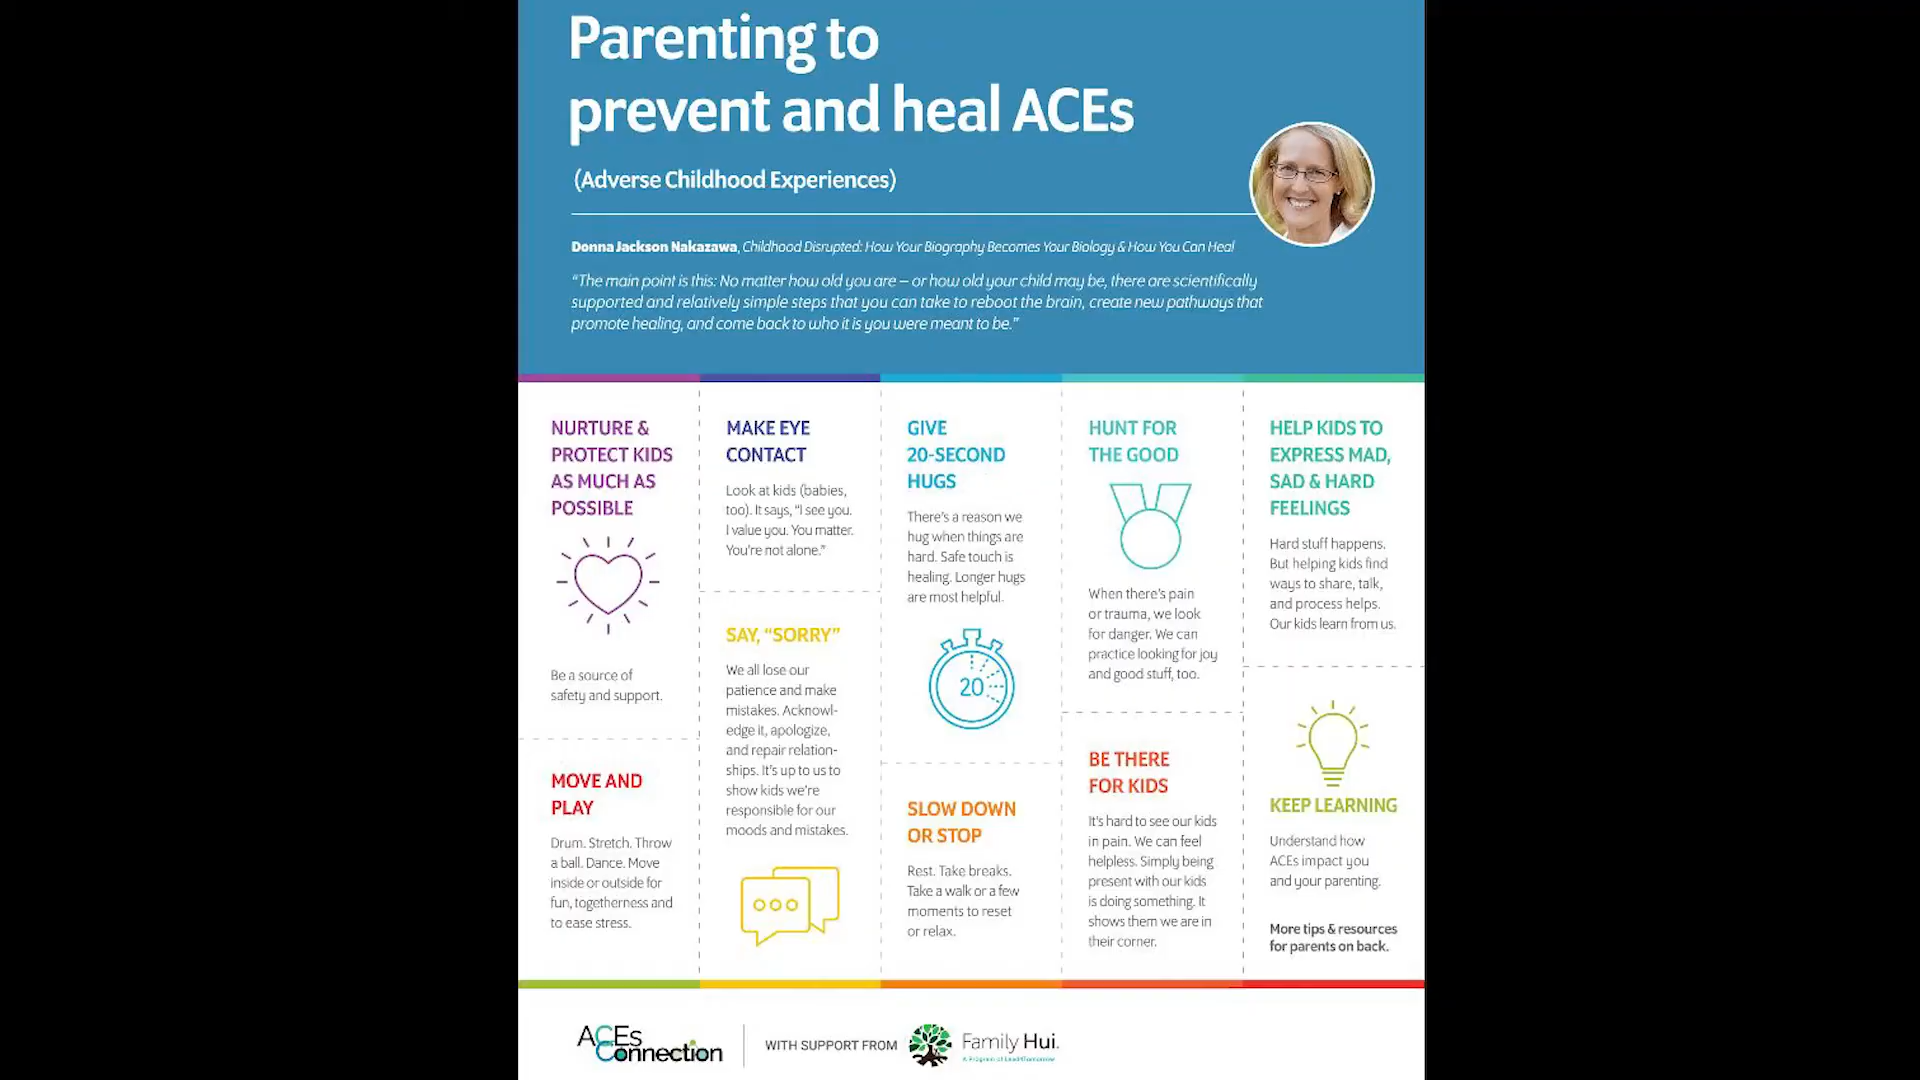 Parenting to
prevent and heal ACEs
(Adverse Childhood Experiences)
Donna Jackson Nakazawa, Childhood Disrupted: How Your Biography Becomes Your Biology & How You Can Heal
“The main point is this: No matter how old you are – or how old your child may be, there are scientifically
supported and relatively simple steps that you can take to reboot the brain, create new pathways that
promote healing, and come back to who it is you were meant to be.”
NURTURE &
PROTECT KIDS
AS MUCH AS
POSSIBLE
Be a source of
safety and support.
MOVE AND
PLAY
Drum. Stretch. Throw
a ball. Dance. Move
inside or outside for
fun, togetherness and
to ease stress.
MAKE EYE
CONTACT
Look at kids (babies,
too). It says, “I see you.
I value you. You matter.
You’re not alone.”
SAY, “SORRY”
We all lose our
patience and make
mistakes. Acknowl-
edge it, apologize,
and repair relation-
ships. It’s up to us to
show kids we’re
responsible for our
moods and mistakes.
GIVE
20-SECOND
HUGS
There’s a reason we
hug when things are
hard. Safe touch is
healing. Longer hugs
are most helpful.
20
SLOW DOWN
OR STOP
Rest. Take breaks.
Take a walk or a few
moments to reset
or relax.
HUNT FOR
THE GOOD
When there’s pain
or trauma, we look
for danger. We can
practice looking for joy
and good stuff, too.
BE THERE
FOR KIDS
It’s hard to see our kids
in pain. We can feel
helpless. Simply being
present with our kids
is doing something. It
shows them we are in
their corner.
HELP KIDS TO
EXPRESS MAD,
SAD & HARD
FEELINGS
Hard stuff happens.
But helping kids find
ways to share, talk,
and process helps.
Our kids learn from us.
KEEP LEARNING
Understand how
ACEs impact you
and your parenting.
More tips & resources
for parents on back.
ACEs
Connection
WITH SUPPORT FROM
Family Hui.
A Program of Lead4Tomorrow